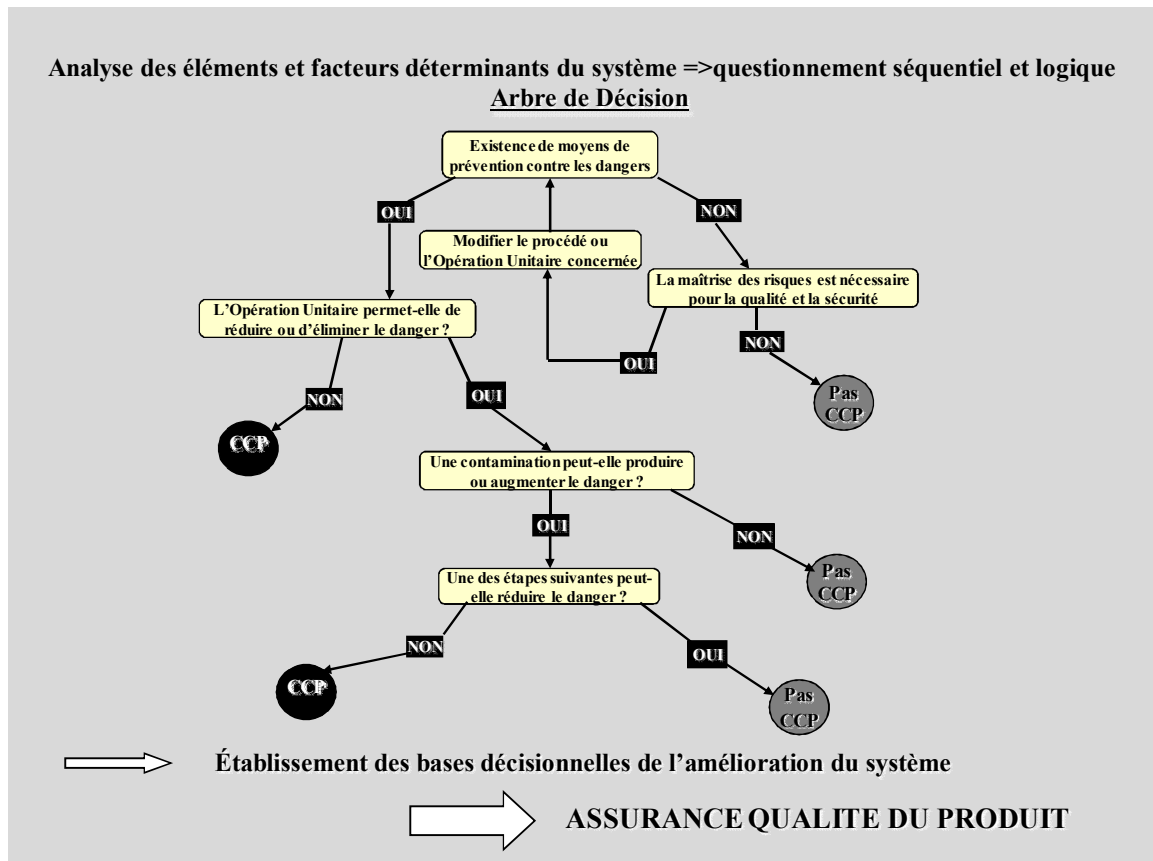 Analyse des éléments et facteurs déterminants du système =>questionnement séquentiel et logique
Arbre de Décision
Existence de moyens de
prévention contre les dangers
OUI
NON
Modifier le procédé ou
l'Opération Unitaire concernée
La maîtrise des risques est nécessaire
pour la qualité et la sécurité
L'Opération Unitaire permet-elle de
réduire ou d'éliminer le danger ?
OUI
NON
NON
OUI
Pas
CCP
CCP
Une contamination peut-elle produire
ou augmenter le danger ?
OUI
NON
Pas
CCP
Une des étapes suivantes peut-
elle réduire le danger ?
NON
OUI
CCP
Pas
CCP
Établissement des bases décisionnelles de l'amélioration du système
ASSURANCE QUALITE DU PRODUIT